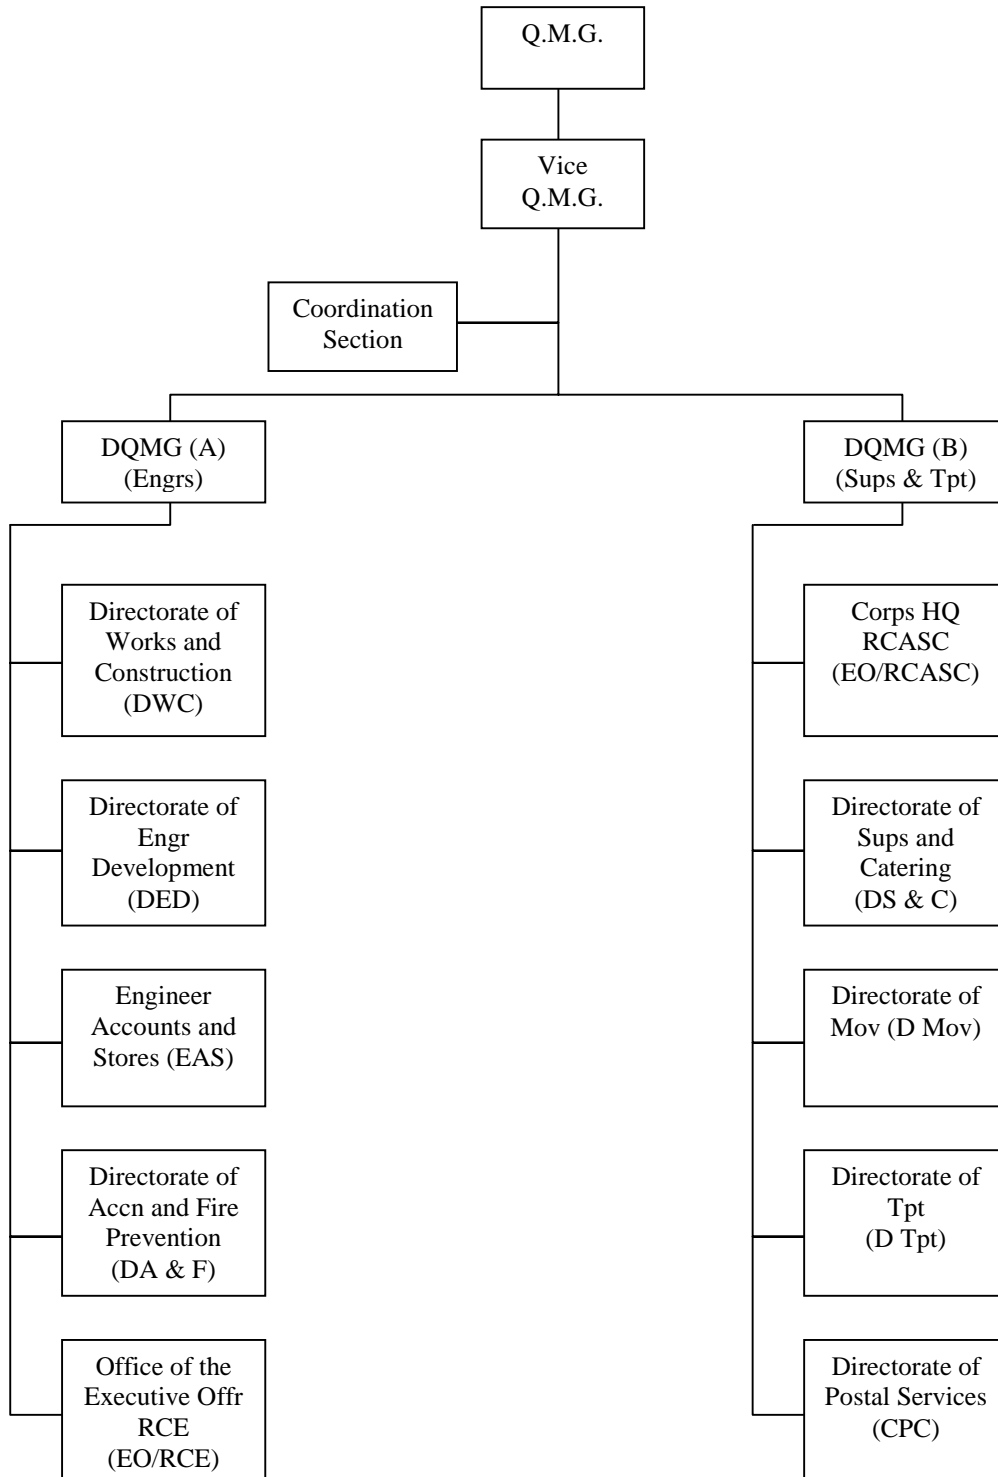 Q.M.G.
Vice
Q.M.G.
Coordination
Section
DQMG (A)
(Engrs)
DQMG (B)
(Sups & Tpt)
Directorate of
Works and
Construction
(DWC)
Corps HQ
RCASC
(EO/RCASC)
Directorate of
Engr
Development
(DED)
Directorate of
Sups and
Catering
(DS & C)
Engineer
Accounts and
Stores (EAS)
Directorate of
Mov (D Mov)
Directorate of
Accn and Fire
Prevention
(DA & F)
Directorate of
Tpt
(D Tpt)
Office of the
Executive Offr
RCE
(EO/RCE)
Directorate of
Postal Services
(CPC)